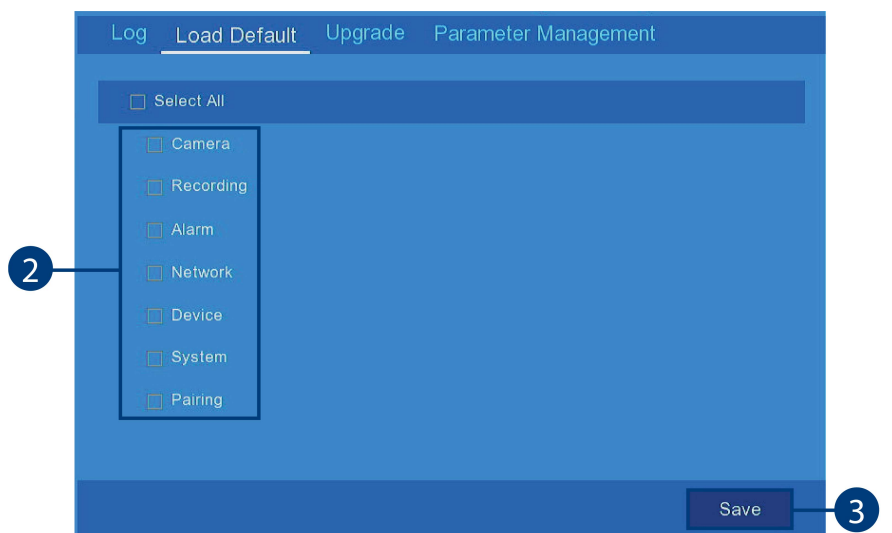 Log Load Default Upgrade Parameter Management
Select All
Camera
Recording
Alarm
2 Network
Device
System
Pairing
Save 3